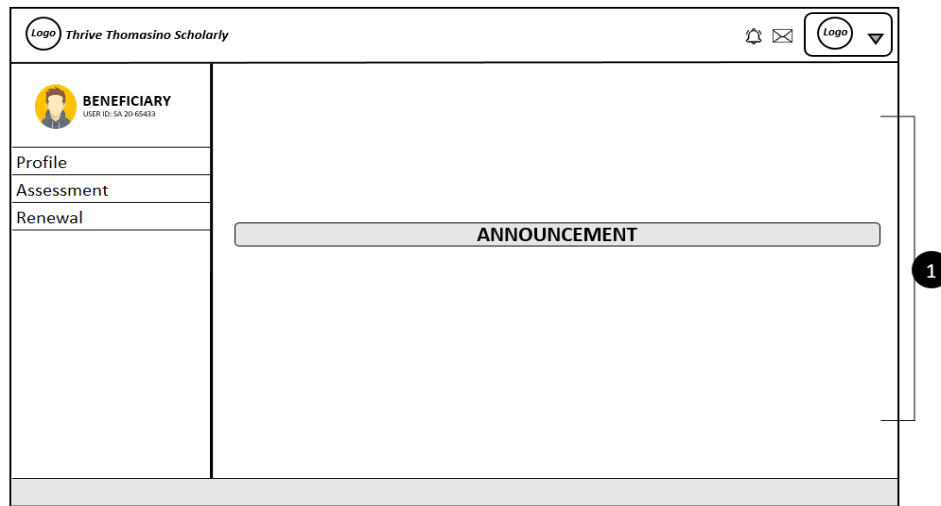 Logo Thrive Thomasino Scholarly
Logo
BENEFICIARY
USER ID: SA 20-65433
Profile
Assessment
Renewal
ANNOUNCEMENT
1